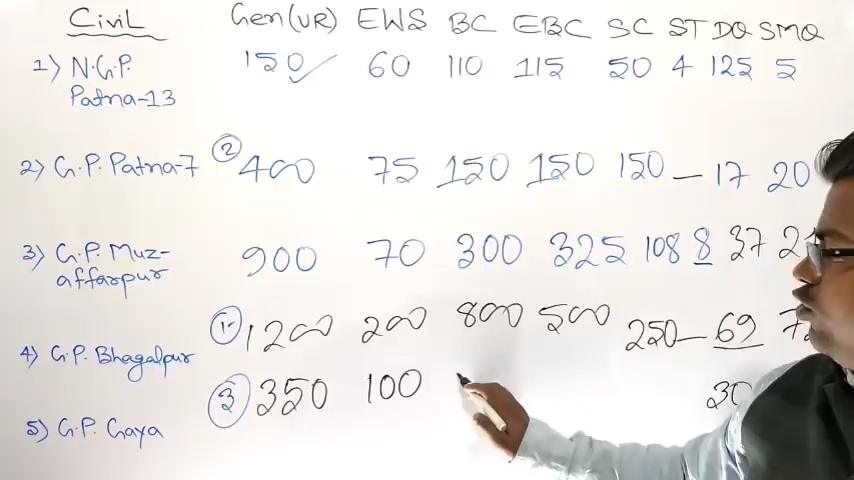 Civil Gen(UR) EWS BC EBC SC ST DQ SMQ
1) N.G.P. 150 60 110 115 50 4 125 5
Patna-13
2) G.P. Patna-7 ② 400 75 150 150 150 — 17 20
3) G.P. Muz- 900 70 300 325 108 8 37
affarpur
① 1200 200 800 500 250 — 69
4) G.P. Bhagalpur
③ 350 100 30
5) G.P. Gaya